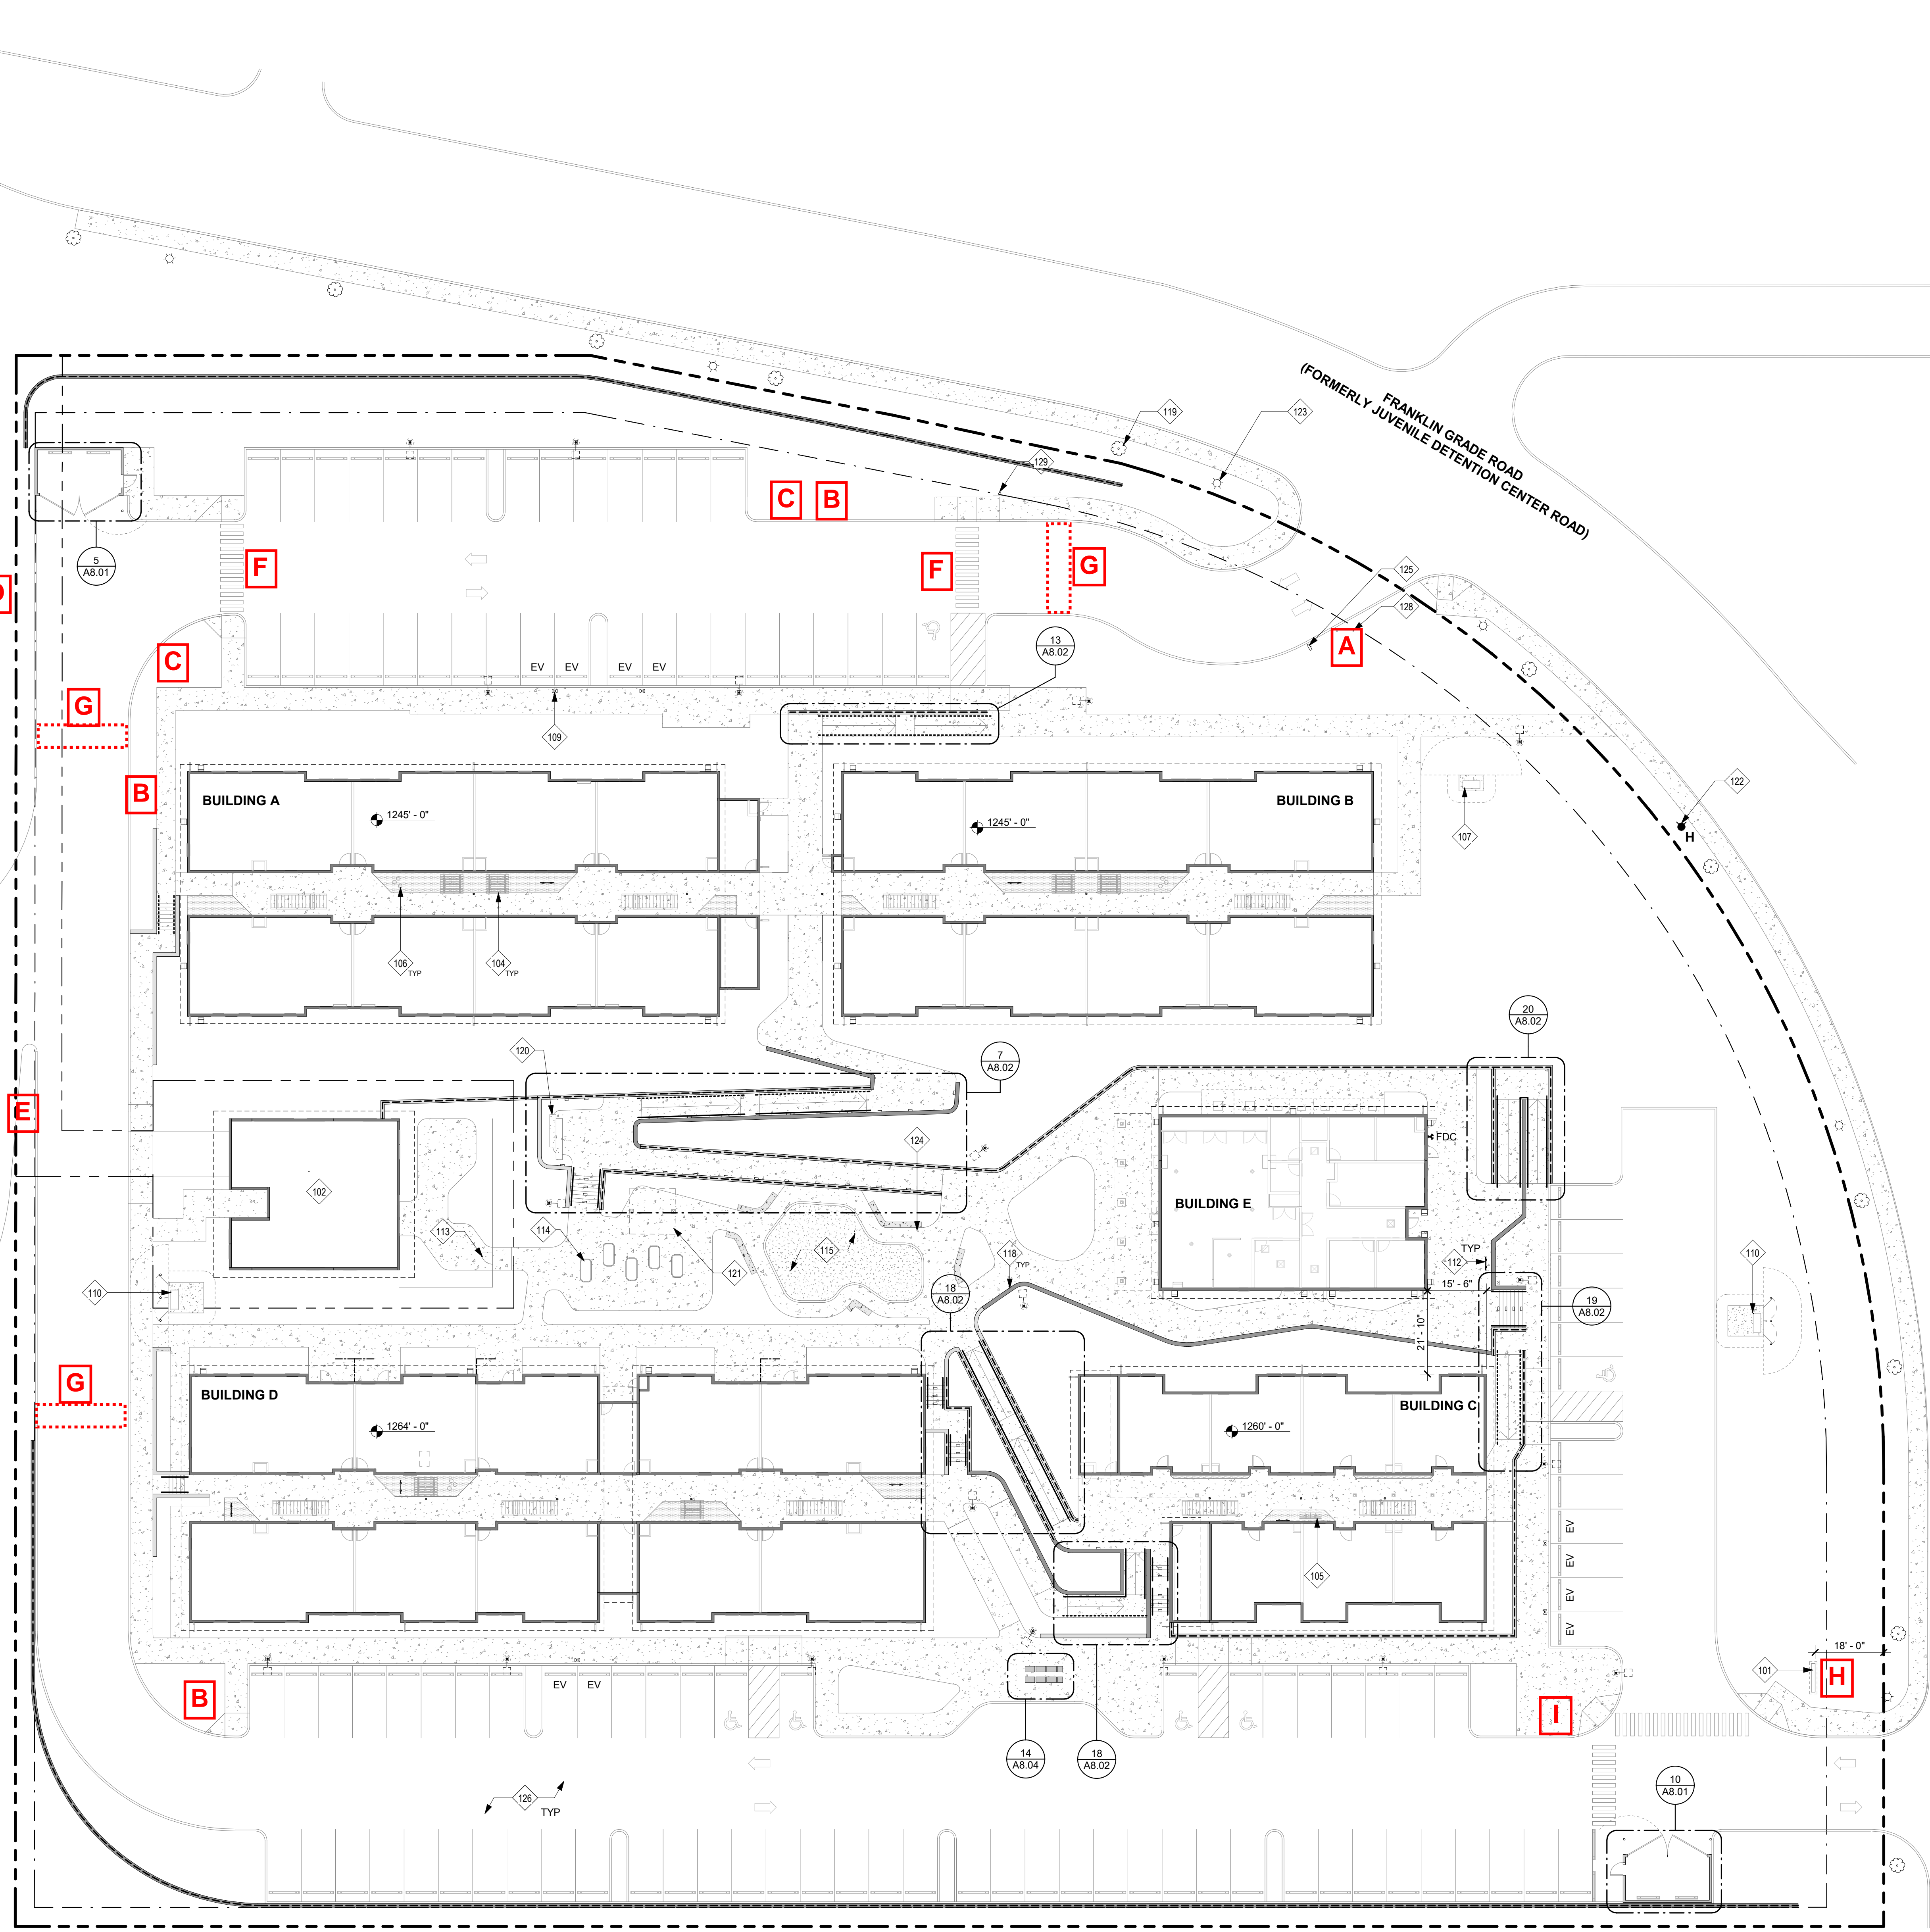 119
123
FRANKLIN GRADE ROAD
(FORMERLY JUVENILE DETENTION CENTER ROAD)
129
C
B
5
A8.01
F
F
G
125
128
A
13
A8.02
EV
EV
EV
EV
C
G
109
B
BUILDING A
1245' - 0"
1245' - 0"
BUILDING B
107
122
H
106
TYP
104
TYP
20
A8.02
120
7
A8.02
E
124
FDC
102
BUILDING E
113
114
115
121
118
TYP
TYP
112
15' - 6"
110
110
18
A8.02
19
A8.02
21' - 10"
G
BUILDING D
1264' - 0"
1260' - 0"
BUILDING C
105
EV
EV
EV
EV
18' - 0"
101
H
B
EV
EV
I
14
A8.04
18
A8.02
126
TYP
10
A8.01